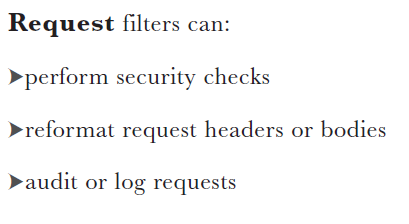 Request filters can:
➤perform security checks
➤reformat request headers or bodies
➤audit or log requests